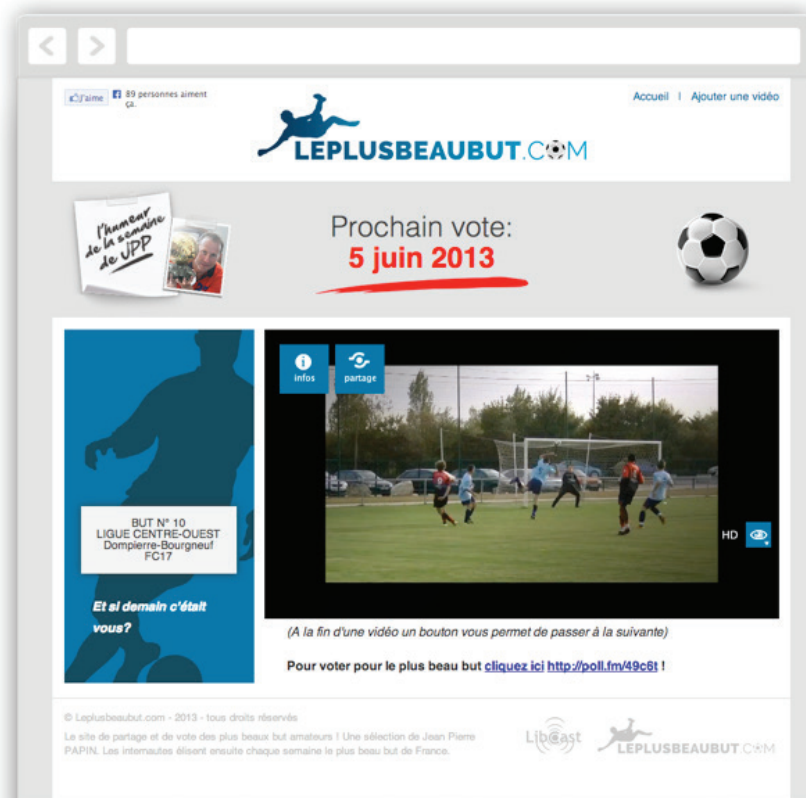 J'aime
89 personnes aiment
ça.
Accueil | Ajouter une vidéo
LEPLUSBEAUBUT.COM
l'humeur
de la semaine
de JPP
Prochain vote:
5 juin 2013
infos
partage
BUT N° 10
LIGUE CENTRE-OUEST
Dompierre-Bourgneuf
FC17
Et si demain c'était
vous?
HD
(A la fin d'une vidéo un bouton vous permet de passer à la suivante)
Pour voter pour le plus beau but cliquez ici http://poll.fm/49c6t !
© Leplusbeaubut.com - 2013 - tous droits réservés
Le site de partage et de vote des plus beaux but amateurs ! Une sélection de Jean Pierre
PAPIN. Les internautes élisent ensuite chaque semaine le plus beau but de France.
Libcast
LEPLUSBEAUBUT.COM